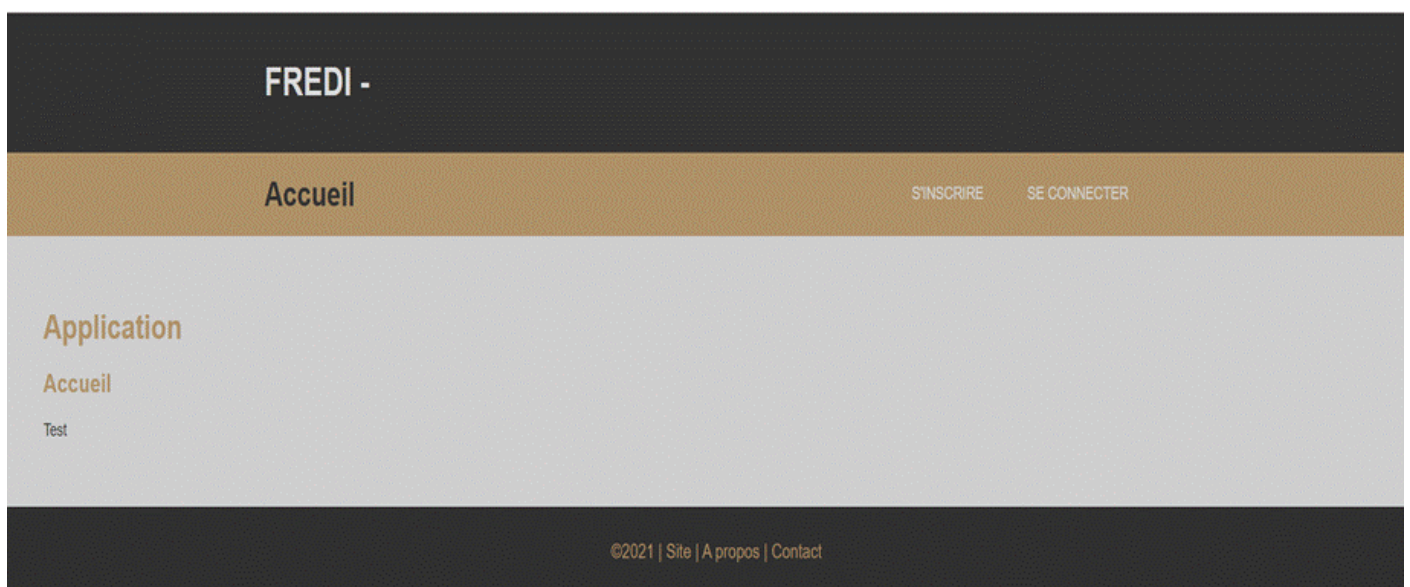 FREDI -
Accueil
S'INSCRIRE SE CONNECTER
Application
Accueil
Test
©2021 | Site | A propos | Contact